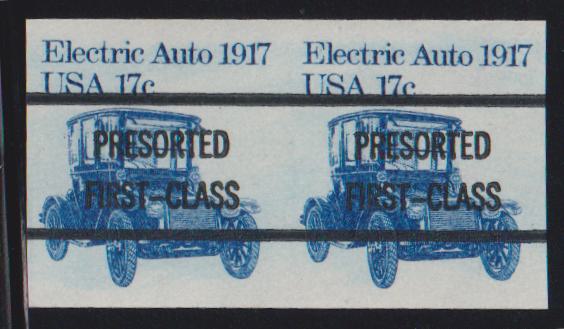 Electric Auto 1917 Electric Auto 1917
USA 17c USA 17c
PRESORTED PRESORTED
FIRST-CLASS FIRST-CLASS